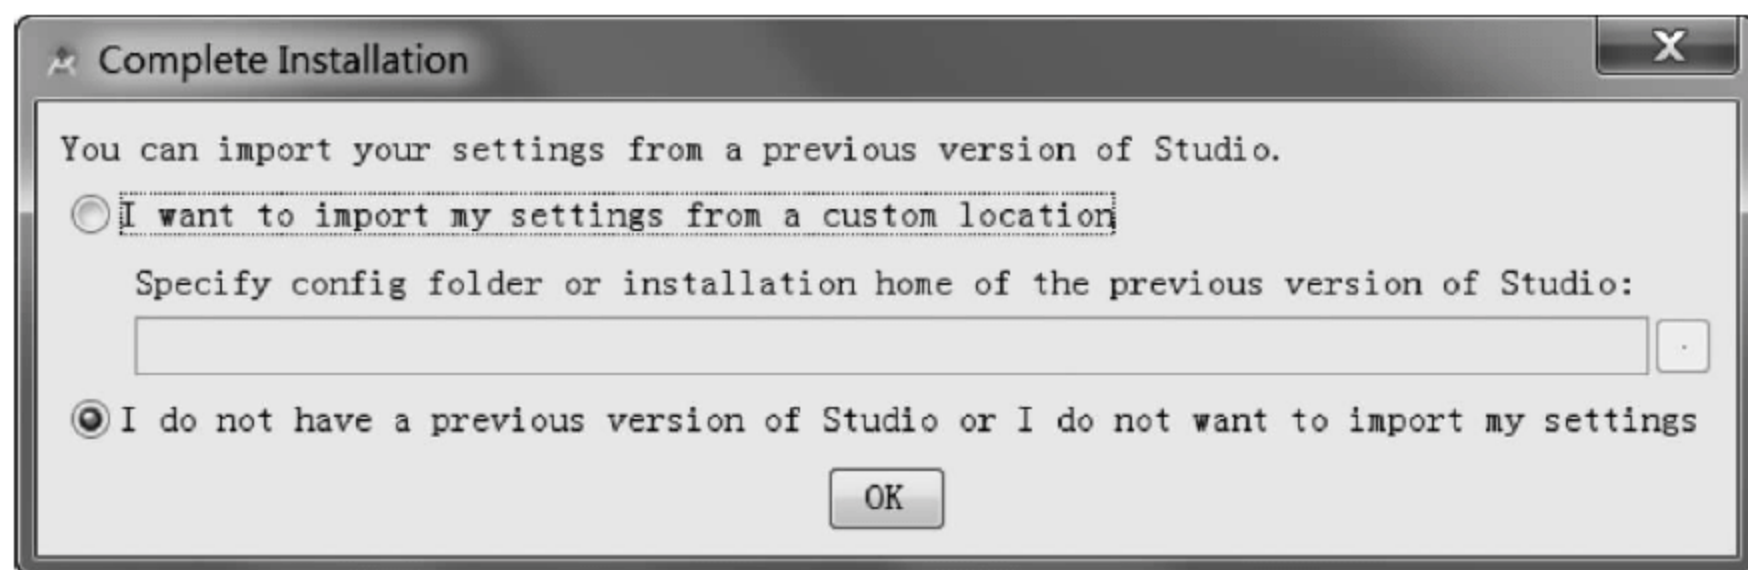 Complete Installation
X
You can import your settings from a previous version of Studio.
I want to import my settings from a custom location
Specify config folder or installation home of the previous version of Studio:
.
I do not have a previous version of Studio or I do not want to import my settings
OK